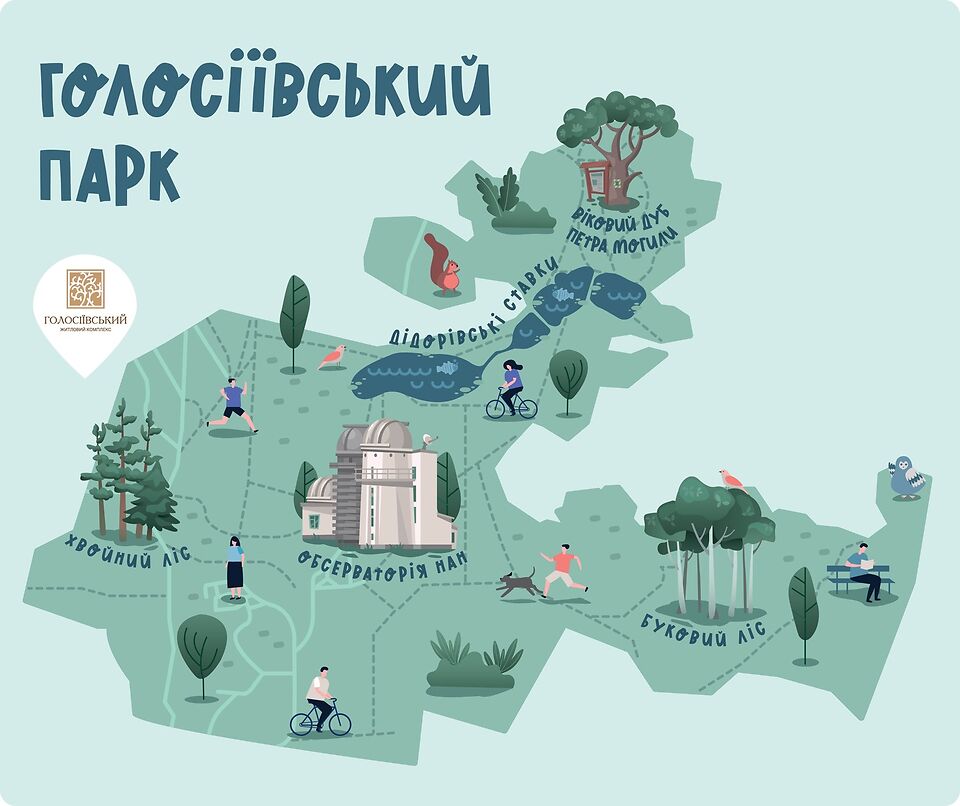 ГОЛОСІЇВСЬКИЙ
ПАРК
ВІКОВИЙ ДУБ
ПЕТРА МОГИЛИ
ДІДОРІВСЬКІ СТАВКИ
ГОЛОСІЇВСЬКИЙ
ЖИТЛОВИЙ КОМПЛЕКС
ХВОЙНИЙ ЛІС
ОБСЕРВАТОРІЯ НАН
БУКОВИЙ ЛІС